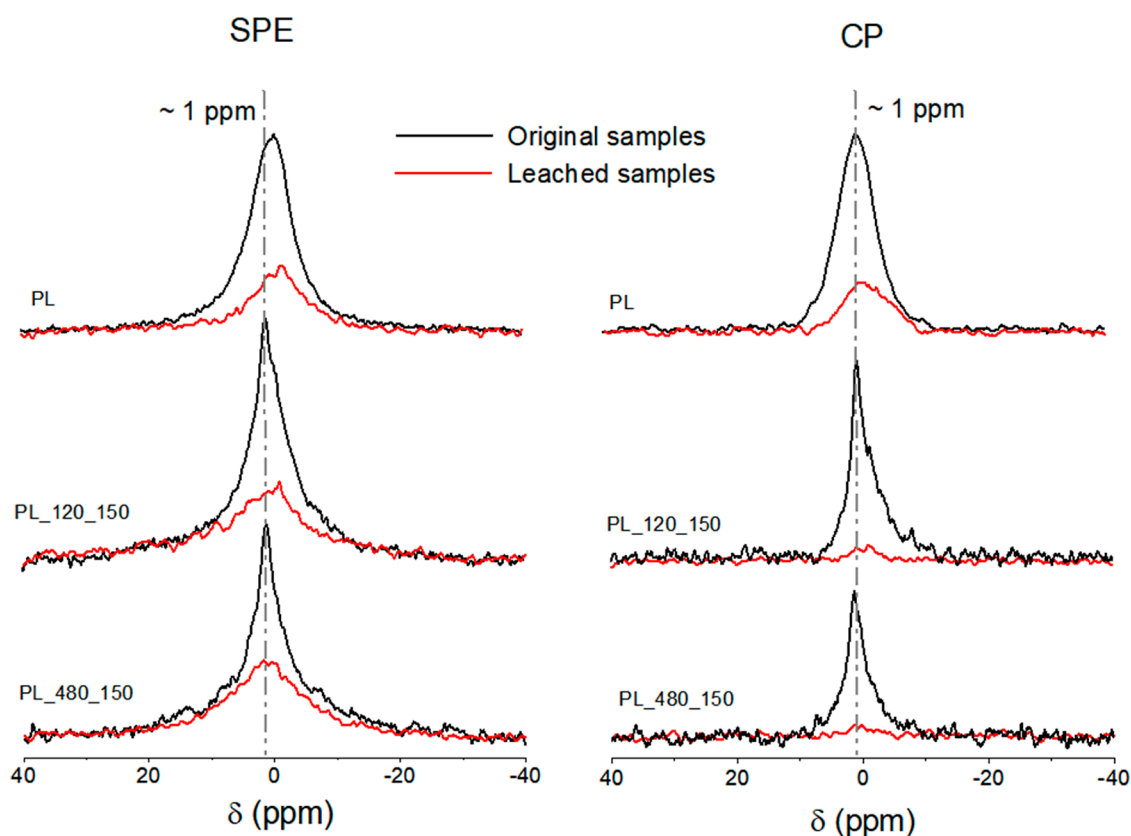 SPE
CP
~ 1 ppm
~ 1 ppm
Original samples
Leached samples
PL
PL
PL_120_150
PL_120_150
PL_480_150
PL_480_150
40 20 0 -20 -40
40 20 0 -20 -40
δ (ppm)
δ (ppm)